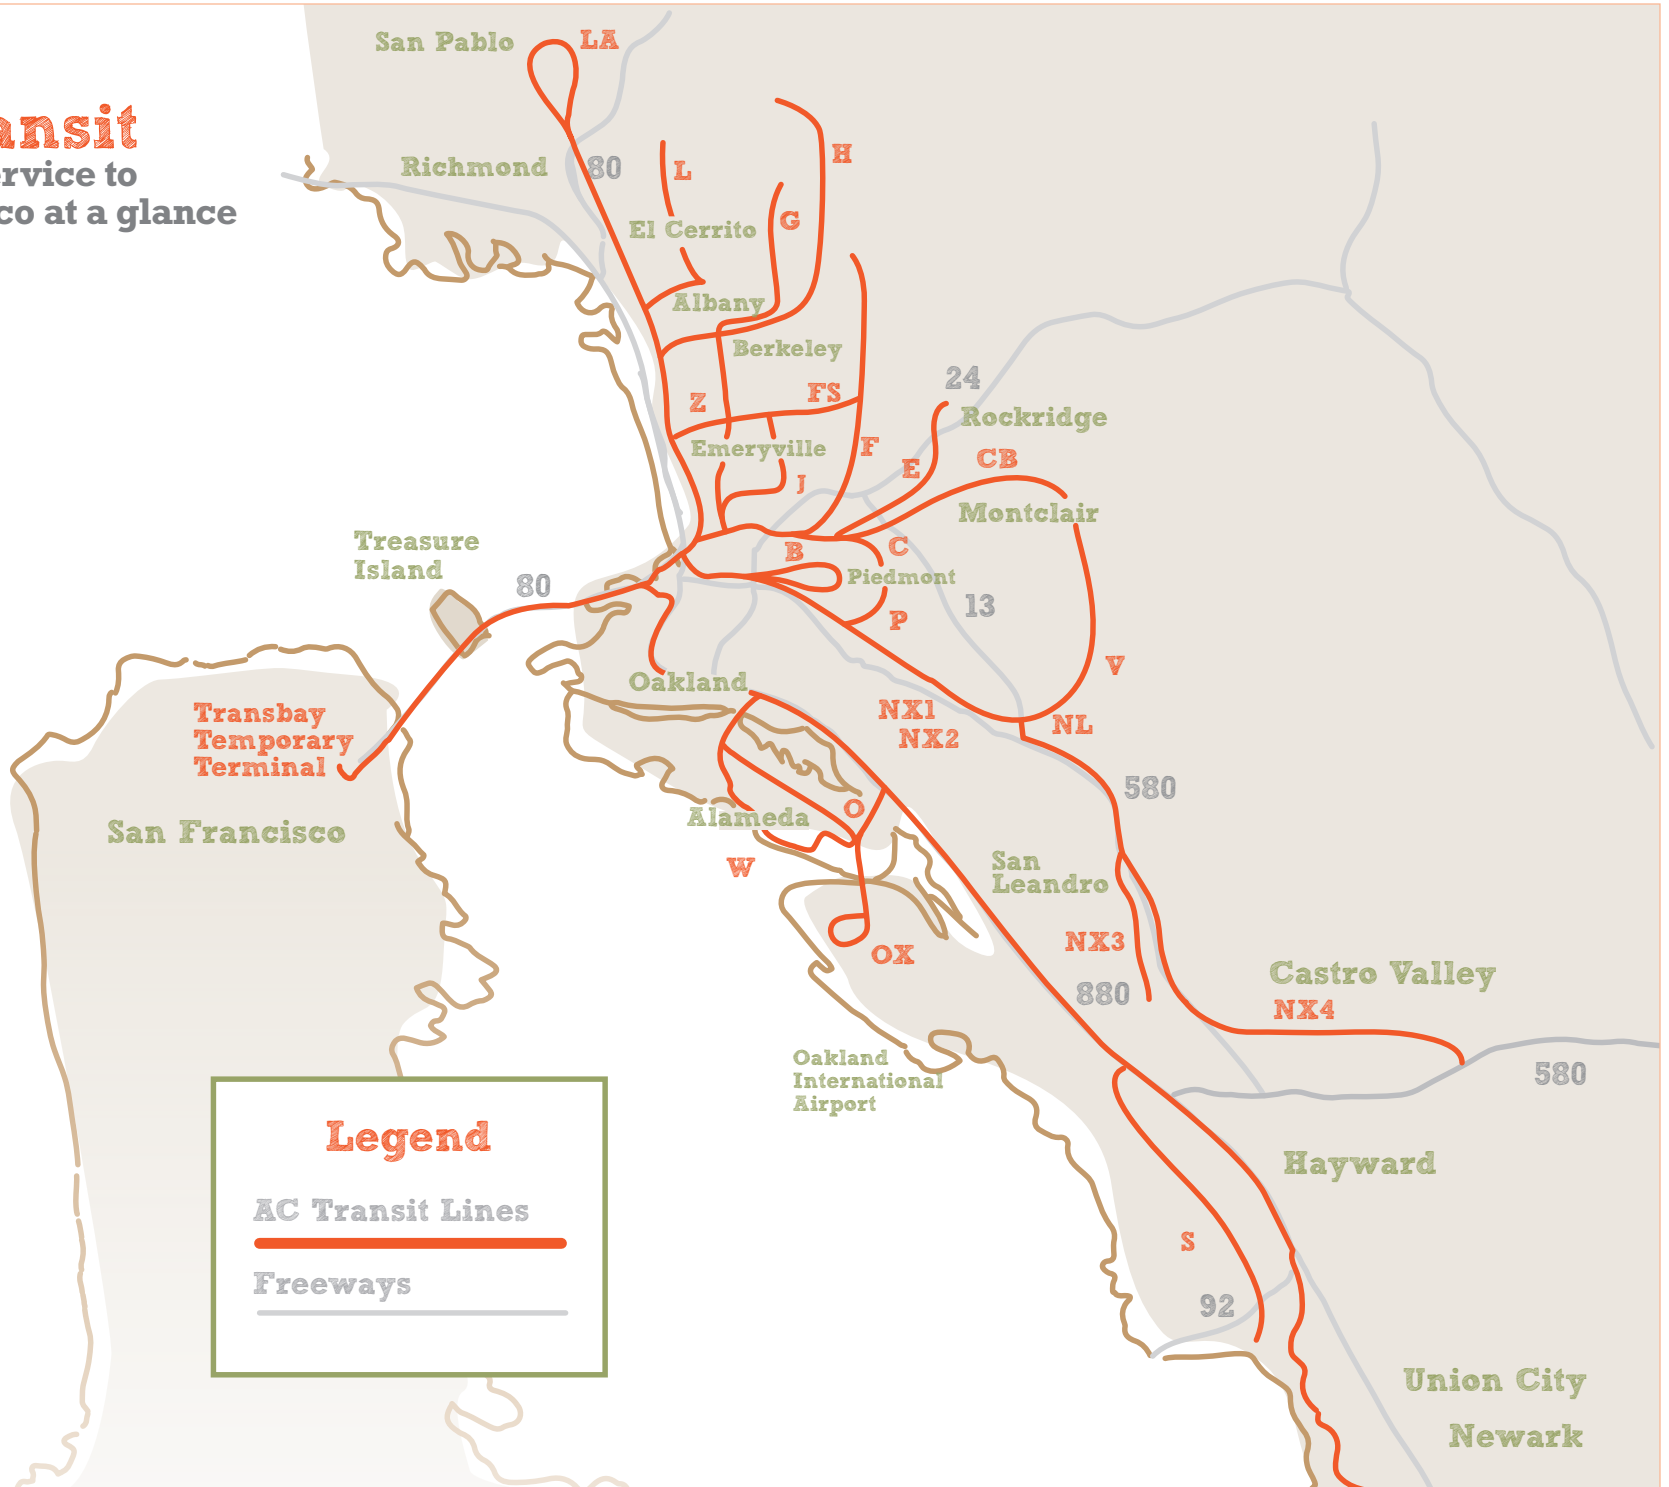 ansit
rvice to
co at a glance
San Pablo
LA
Richmond
80
L
H
G
El Cerrito
Albany
Berkeley
24
Z
FS
Rockridge
Emeryville
F
E
CB
J
Montclair
Treasure
Island
80
B
C
Piedmont
13
P
V
Oakland
Transbay
Temporary
Terminal
NX1
NX2
NL
580
San Francisco
Alameda
O
W
San
Leandro
NX3
OX
880
Castro Valley
NX4
Oakland
International
Airport
580
Legend
AC Transit Lines
Freeways
Hayward
S
92
Union City
Newark